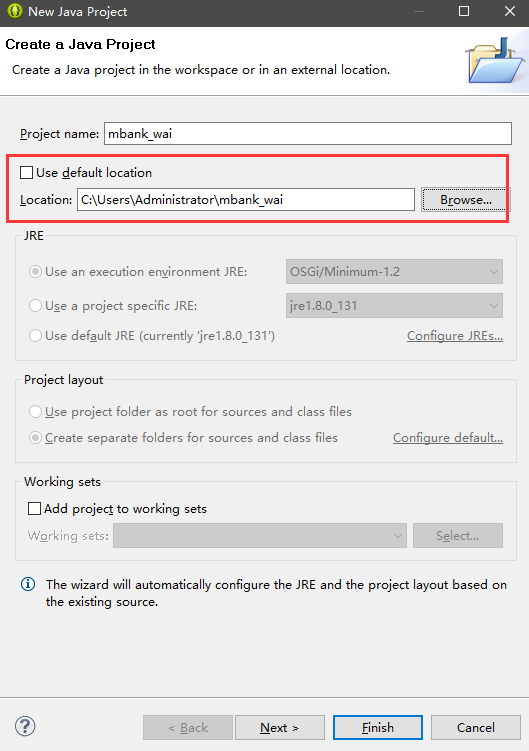 New Java Project
Create a Java Project
Create a Java project in the workspace or in an external location.
Project name: mbank_wai
Use default location
Location: C:\Users\Administrator\mbank_wai Browse...
JRE
Use an execution environment JRE: OSGi/Minimum-1.2
Use a project specific JRE: jre1.8.0_131
Use default JRE (currently 'jre1.8.0_131') Configure JREs...
Project layout
Use project folder as root for sources and class files
Create separate folders for sources and class files Configure default...
Working sets
Add project to working sets
Working sets: Select...
The wizard will automatically configure the JRE and the project layout based on
the existing source.
? < Back Next > Finish Cancel